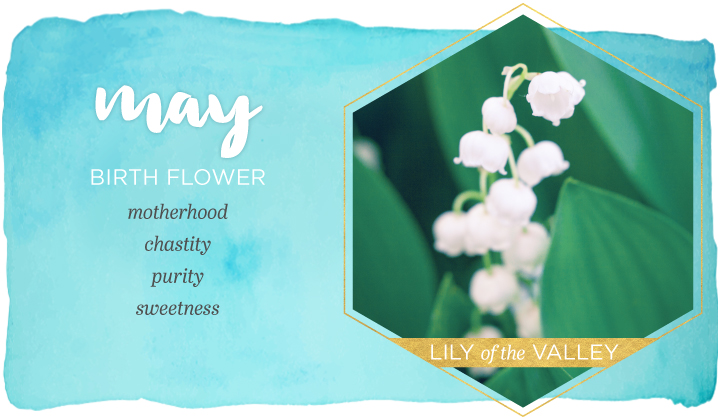 may
BIRTH FLOWER
motherhood
chastity
purity
sweetness
LILY of the VALLEY